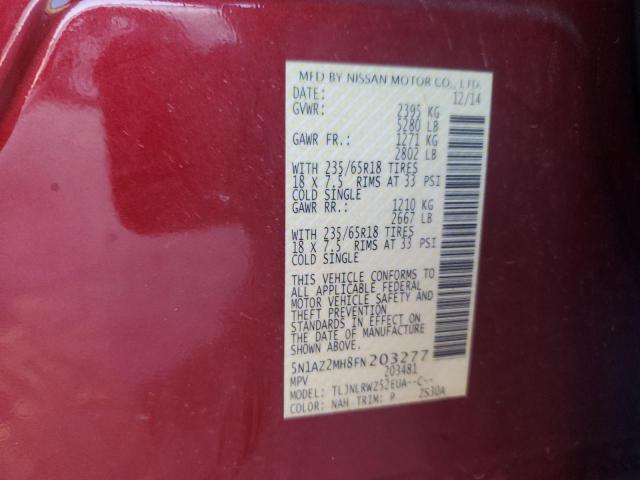 MFD BY NISSAN MOTOR CO., LTD.
DATE: 12/14
GVWR: 2395 KG
5280 LB
GAWR FR.: 1271 KG
2802 LB
WITH 235/65R18 TIRES
18 X 7.5 RIMS AT 33 PSI
COLD SINGLE
GAWR RR.: 1210 KG
2667 LB
WITH 235/65R18 TIRES
18 X 7.5 RIMS AT 33 PSI
COLD SINGLE
THIS VEHICLE CONFORMS TO
ALL APPLICABLE FEDERAL
MOTOR VEHICLE SAFETY AND
THEFT PREVENTION
STANDARDS IN EFFECT ON
THE DATE OF MANUFACTURE
SHOWN ABOVE.
5N1AZ2MH8FN203277
MPV 203481
MODEL: TLJNLRWZ52EUA--C--
COLOR: NAH TRIM: R 2S30A